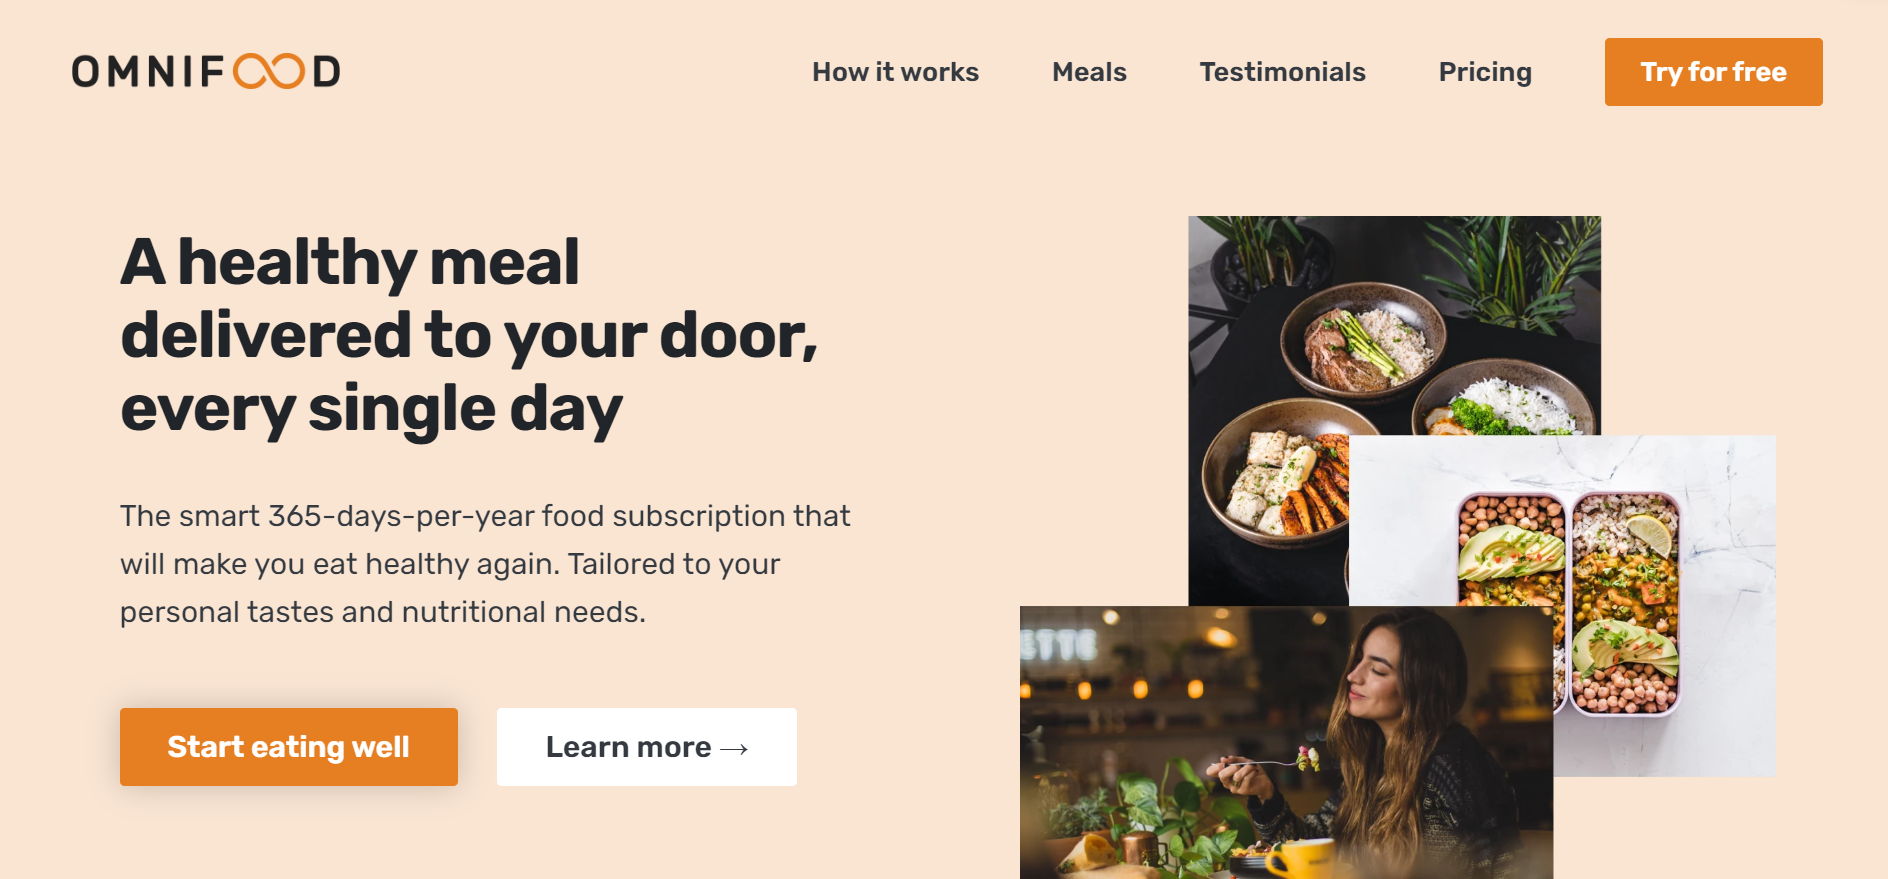 OMNIFOOD
How it works
Meals
Testimonials
Pricing
Try for free
A healthy meal
delivered to your door,
every single day
The smart 365-days-per-year food subscription that
will make you eat healthy again. Tailored to your
personal tastes and nutritional needs.
Start eating well
Learn more →
ETTE